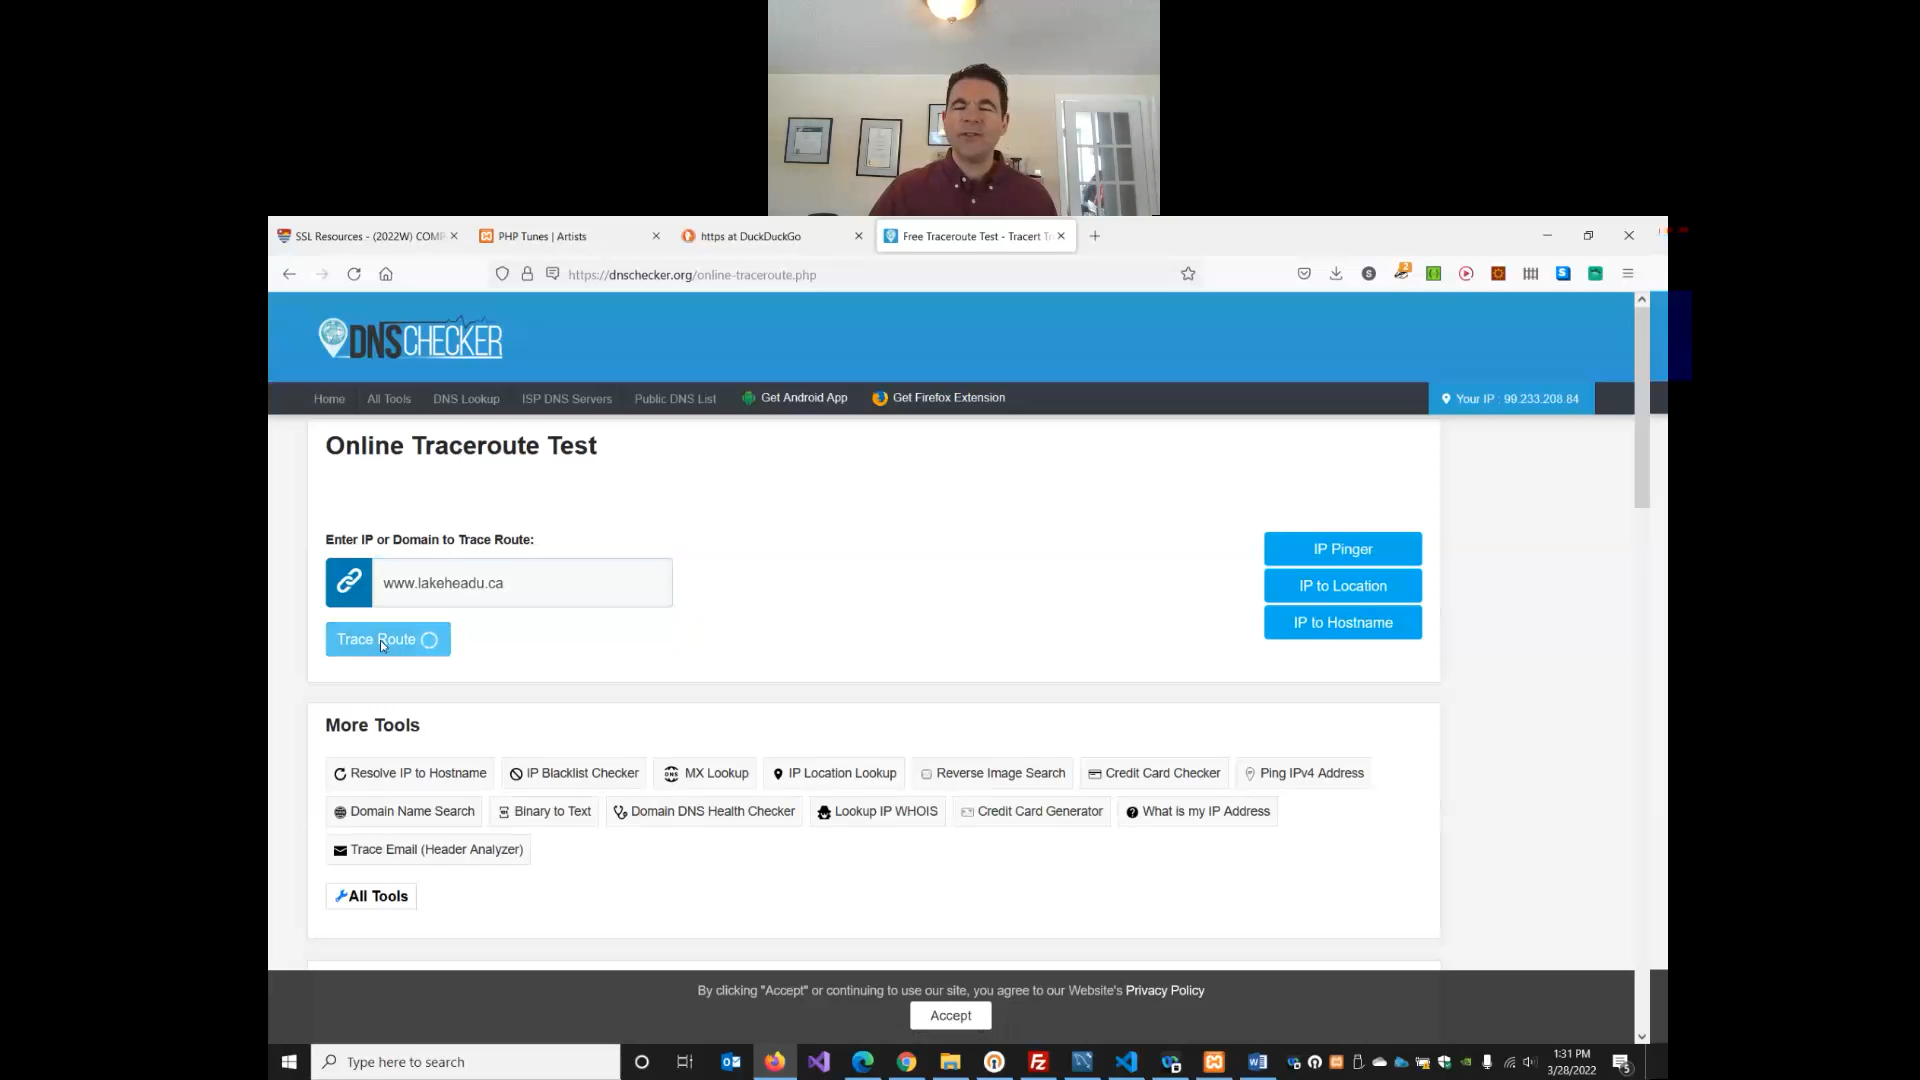 SSL Resources - (2022W) COMP
PHP Tunes | Artists
https at DuckDuckGo
Free Traceroute Test - Tracert Tr
https://dnschecker.org/online-traceroute.php
2
DNSCHECKER
Home
All Tools
DNS Lookup
ISP DNS Servers
Public DNS List
Get Android App
Get Firefox Extension
Your IP : 99.233.208.84
Online Traceroute Test
Enter IP or Domain to Trace Route:
www.lakeheadu.ca
Trace Route
IP Pinger
IP to Location
IP to Hostname
More Tools
Resolve IP to Hostname
IP Blacklist Checker
DNS
MX Lookup
IP Location Lookup
Reverse Image Search
Credit Card Checker
Ping IPv4 Address
Domain Name Search
Binary to Text
Domain DNS Health Checker
Lookup IP WHOIS
Credit Card Generator
What is my IP Address
Trace Email (Header Analyzer)
All Tools
By clicking "Accept" or continuing to use our site, you agree to our Website's Privacy Policy
Accept
Type here to search
1:31 PM
3/28/2022
5